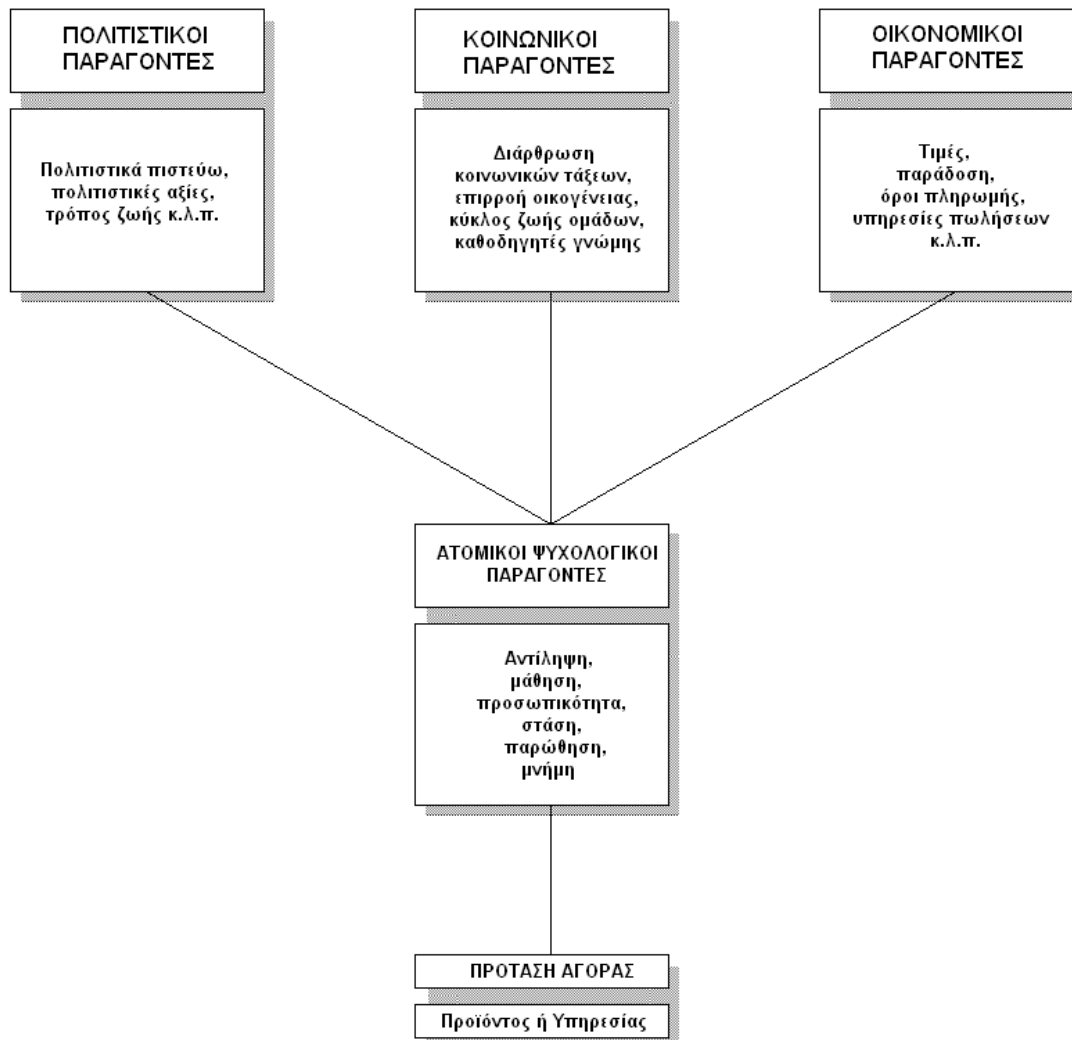 ΠΟΛΙΤΙΣΤΙΚΟΙ
ΠΑΡΑΓΟΝΤΕΣ
Πολιτιστικά πιστεύω,
πολιτιστικές αξίες,
τρόπος ζωής κ.λ.π.
ΚΟΙΝΩΝΙΚΟΙ
ΠΑΡΑΓΟΝΤΕΣ
Διάρθρωση
κοινωνικών τάξεων,
επιρροή οικογένειας,
κύκλος ζωής ομάδων,
καθοδηγητές γνώμης
ΟΙΚΟΝΟΜΙΚΟΙ
ΠΑΡΑΓΟΝΤΕΣ
Τιμές,
παράδοση,
όροι πληρωμής,
υπηρεσίες πωλήσεων
κ.λ.π.
ΑΤΟΜΙΚΟΙ ΨΥΧΟΛΟΓΙΚΟΙ
ΠΑΡΑΓΟΝΤΕΣ
Αντίληψη,
μάθηση,
προσωπικότητα,
στάση,
παρώθηση,
μνήμη
ΠΡΟΤΑΣΗ ΑΓΟΡΑΣ
Προϊόντος ή Υπηρεσίας